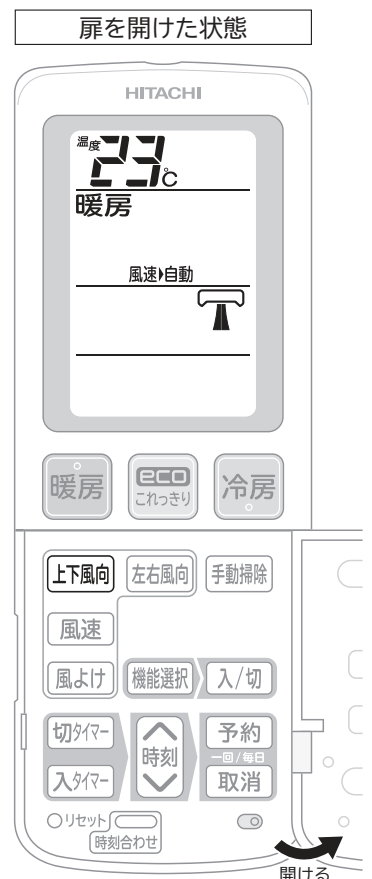 扉を開けた状態
HITACHI
温度 23℃
暖房
風速 自動
暖房 eco これっきり 冷房
上下風向 左右風向 手動掃除
風速
風よけ 機能選択 入/切
切タイマー 時刻 予約
一回/毎日
入タイマー 取消
リセット
時刻合わせ
開ける